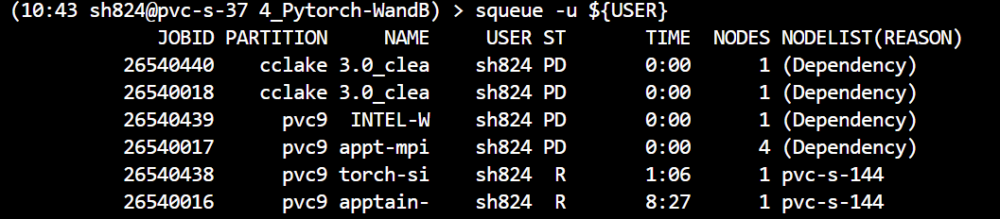 (10:43 sh824@pvc-s-37 4_Pytorch-WandB) > squeue -u ${USER}
JOBID PARTITION NAME USER ST TIME NODES NODELIST(REASON)
26540440 cclake 3.0_clea sh824 PD 0:00 1 (Dependency)
26540018 cclake 3.0_clea sh824 PD 0:00 1 (Dependency)
26540439 pvc9 INTEL-W sh824 PD 0:00 1 (Dependency)
26540017 pvc9 appt-mpi sh824 PD 0:00 4 (Dependency)
26540438 pvc9 torch-si sh824 R 1:06 1 pvc-s-144
26540016 pvc9 apptain- sh824 R 8:27 1 pvc-s-144